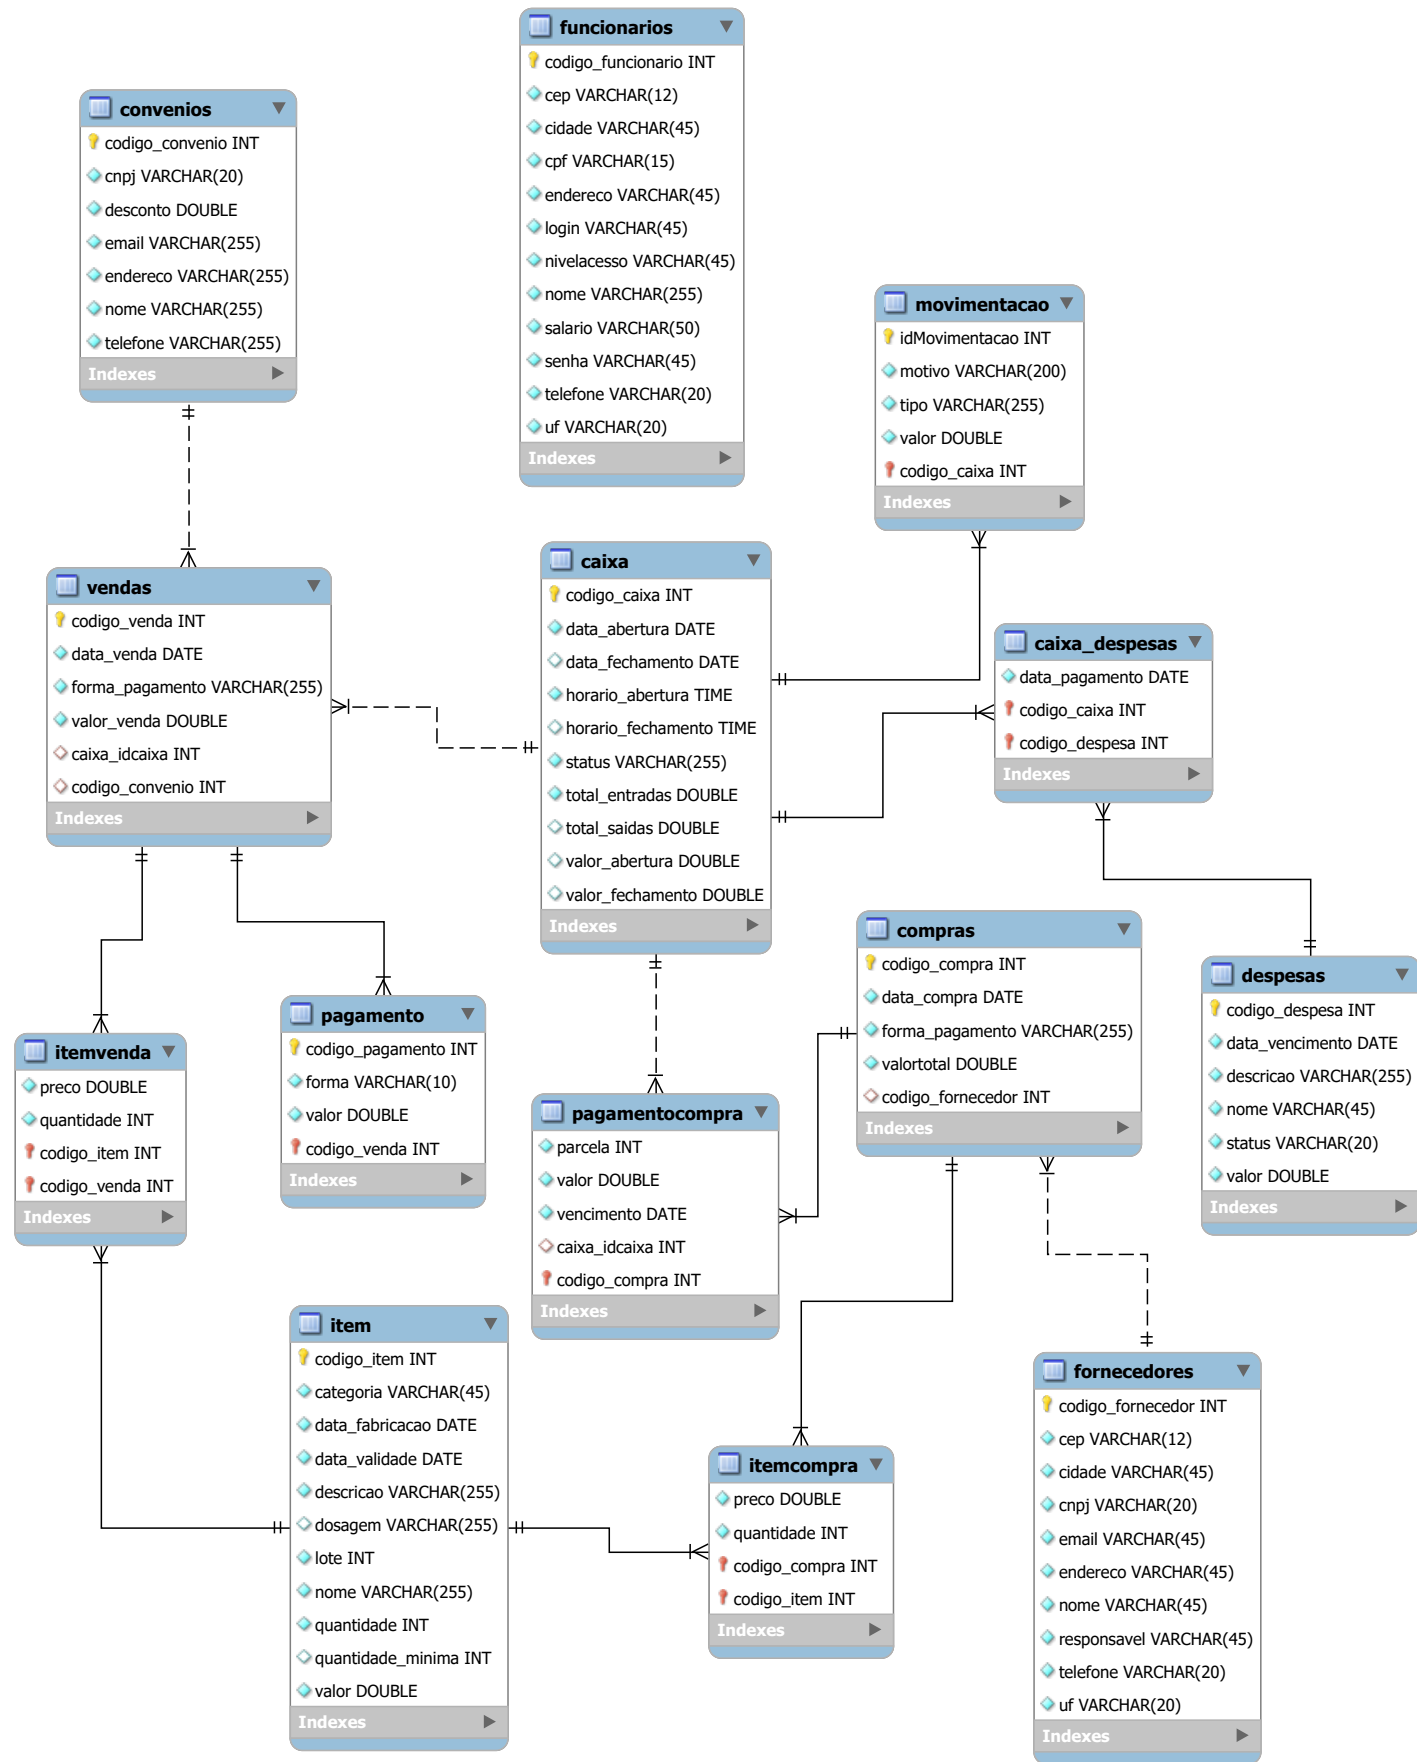 funcionarios
codigo_funcionario INT
cep VARCHAR(12)
cidade VARCHAR(45)
cpf VARCHAR(15)
endereco VARCHAR(45)
login VARCHAR(45)
nivelacesso VARCHAR(45)
nome VARCHAR(255)
salario VARCHAR(50)
senha VARCHAR(45)
telefone VARCHAR(20)
uf VARCHAR(20)
Indexes
convenios
codigo_convenio INT
cnpj VARCHAR(20)
desconto DOUBLE
email VARCHAR(255)
endereco VARCHAR(255)
nome VARCHAR(255)
telefone VARCHAR(255)
Indexes
movimentacao
idMovimentacao INT
motivo VARCHAR(200)
tipo VARCHAR(255)
valor DOUBLE
codigo_caixa INT
Indexes
vendas
codigo_venda INT
data_venda DATE
forma_pagamento VARCHAR(255)
valor_venda DOUBLE
caixa_idcaixa INT
codigo_convenio INT
Indexes
caixa
codigo_caixa INT
data_abertura DATE
data_fechamento DATE
horario_abertura TIME
horario_fechamento TIME
status VARCHAR(255)
total_entradas DOUBLE
total_saidas DOUBLE
valor_abertura DOUBLE
valor_fechamento DOUBLE
Indexes
caixa_despesas
data_pagamento DATE
codigo_caixa INT
codigo_despesa INT
Indexes
compras
codigo_compra INT
data_compra DATE
forma_pagamento VARCHAR(255)
valortotal DOUBLE
codigo_fornecedor INT
Indexes
despesas
codigo_despesa INT
data_vencimento DATE
descricao VARCHAR(255)
nome VARCHAR(45)
status VARCHAR(20)
valor DOUBLE
Indexes
pagamento
codigo_pagamento INT
forma VARCHAR(10)
valor DOUBLE
codigo_venda INT
Indexes
itemvenda
preco DOUBLE
quantidade INT
codigo_item INT
codigo_venda INT
Indexes
pagamentocompra
parcela INT
valor DOUBLE
vencimento DATE
caixa_idcaixa INT
codigo_compra INT
Indexes
item
codigo_item INT
categoria VARCHAR(45)
data_fabricacao DATE
data_validade DATE
descricao VARCHAR(255)
dosagem VARCHAR(255)
lote INT
nome VARCHAR(255)
quantidade INT
quantidade_minima INT
valor DOUBLE
Indexes
itemcompra
preco DOUBLE
quantidade INT
codigo_compra INT
codigo_item INT
Indexes
fornecedores
codigo_fornecedor INT
cep VARCHAR(12)
cidade VARCHAR(45)
cnpj VARCHAR(20)
email VARCHAR(45)
endereco VARCHAR(45)
nome VARCHAR(45)
responsavel VARCHAR(45)
telefone VARCHAR(20)
uf VARCHAR(20)
Indexes